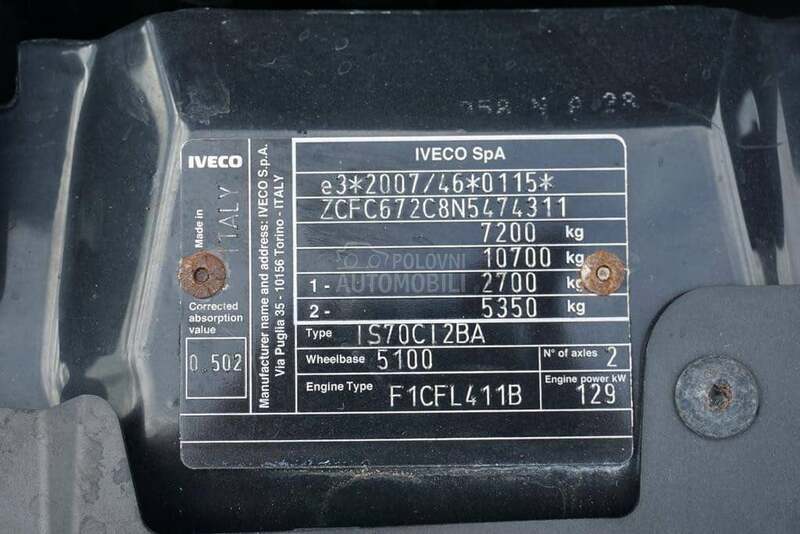 IVECO
Made in
ITALY
Corrected
absorption
value
0.502
Manufacturer name and address: IVECO S.p.A.
Via Puglia 35 - 10156 Torino - ITALY
IVECO SpA
e3*2007/46*0115*
ZCFC672C8N5474311
7200 kg
10700 kg
1 - 2700 kg
2 - 5350 kg
Type IS70CI2BA
Wheelbase 5100
N° of axles 2
Engine Type F1CFL411B
Engine power kW 129
POLOVNI
AUTOMOBILI